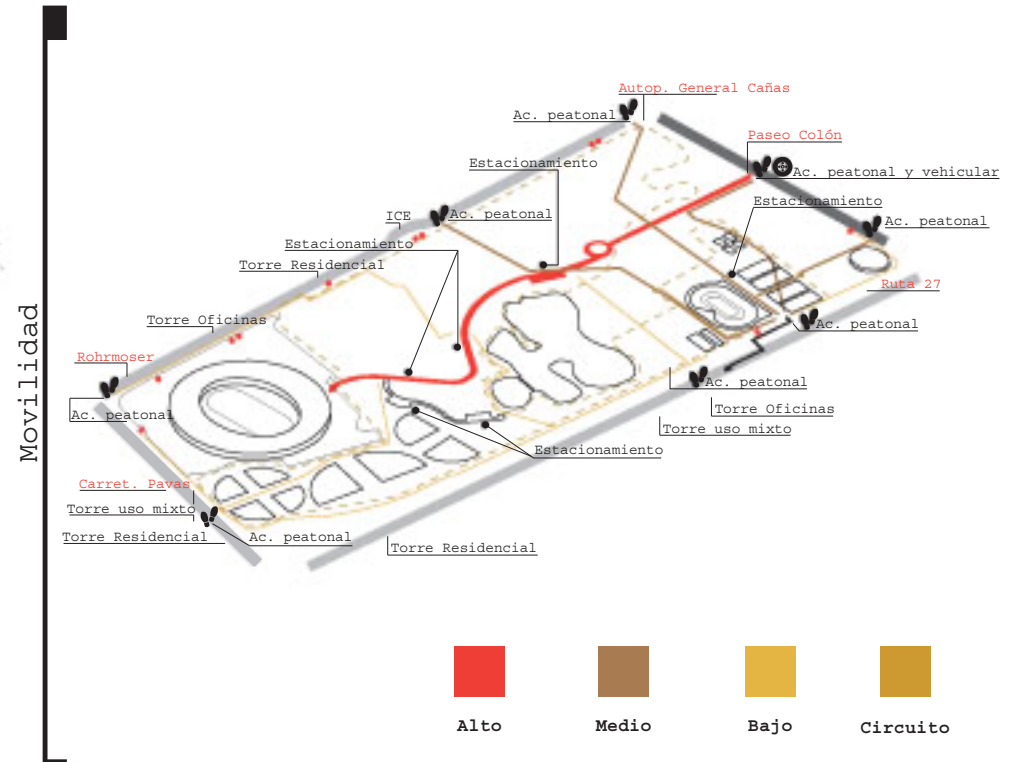 Movilidad
Autop. General Cañas
Ac. peatonal
Paseo Colón
Estacionamiento
Ac. peatonal y vehicular
Estacionamiento
ICE
Ac. peatonal
Ac. peatonal
Estacionamiento
Torre Residencial
Ruta 27
Torre Oficinas
Ac. peatonal
Rohrmoser
Ac. peatonal
Ac. peatonal
Torre Oficinas
Torre uso mixto
Estacionamiento
Carret. Pavas
Torre uso mixto
Torre Residencial
Ac. peatonal
Torre Residencial
Alto
Medio
Bajo
Circuito